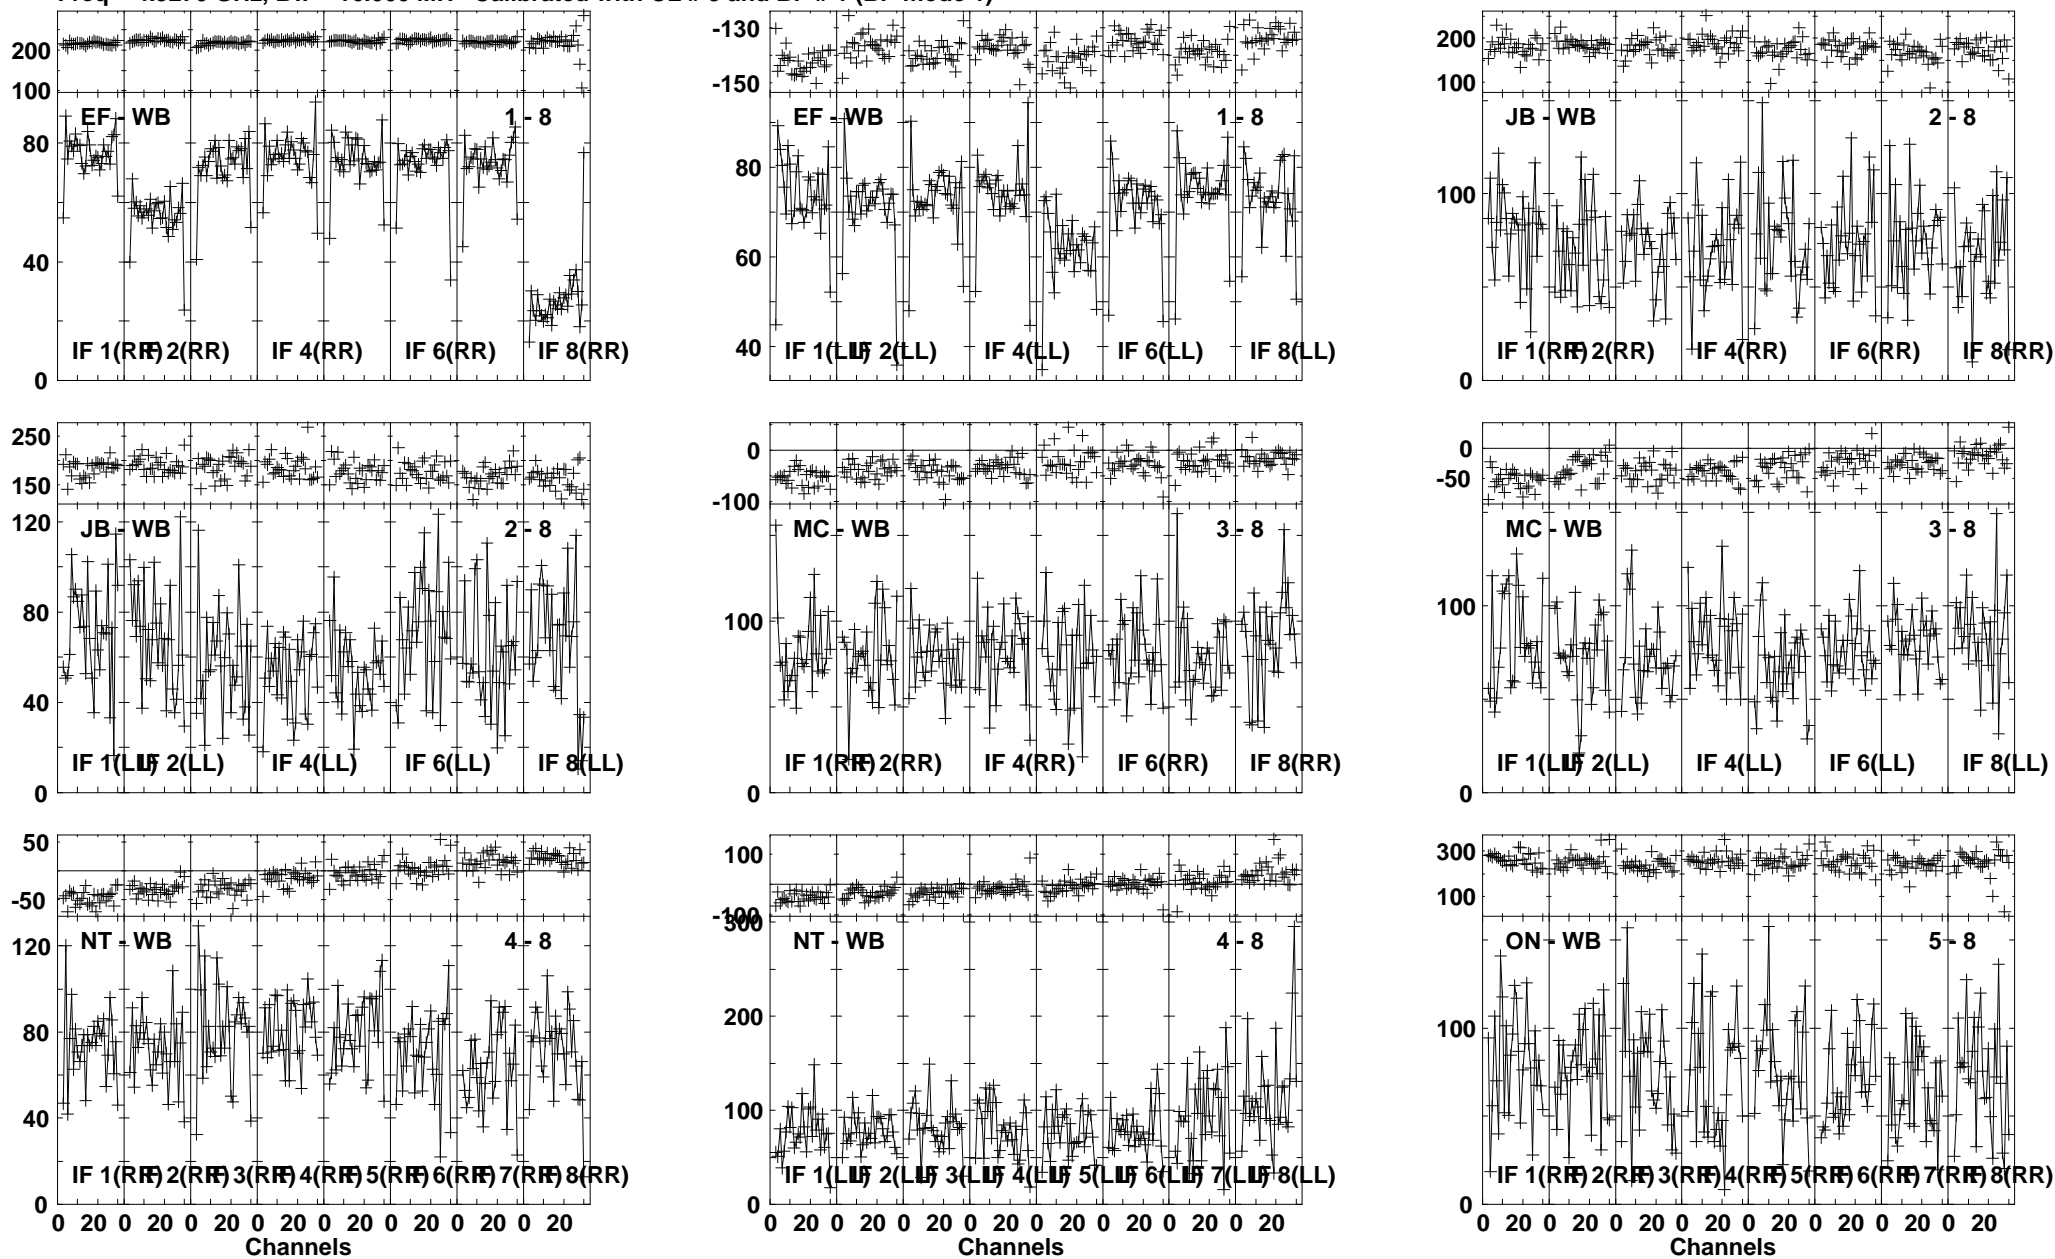 200
100
EF - WB
1 - 8
80
40
0
IF 1(RR)
IF 2(RR)
IF 4(RR)
IF 6(RR)
IF 8(RR)
-130
-150
EF - WB
1 - 8
80
60
40
IF 1(LL)
IF 2(LL)
IF 4(LL)
IF 6(LL)
IF 8(LL)
200
100
JB - WB
2 - 8
100
0
IF 1(RR)
IF 2(RR)
IF 4(RR)
IF 6(RR)
IF 8(RR)
250
150
JB - WB
2 - 8
120
80
40
0
IF 1(LL)
IF 2(LL)
IF 4(LL)
IF 6(LL)
IF 8(LL)
0
-100
MC - WB
3 - 8
100
0
IF 1(RR)
IF 2(RR)
IF 4(RR)
IF 6(RR)
IF 8(RR)
0
-50
MC - WB
3 - 8
100
0
IF 1(LL)
IF 2(LL)
IF 4(LL)
IF 6(LL)
IF 8(LL)
50
-50
NT - WB
4 - 8
120
80
40
0
IF 1(RR)
IF 2(RR)
IF 3(RR)
IF 4(RR)
IF 5(RR)
IF 6(RR)
IF 7(RR)
IF 8(RR)
0 20 0 20 0 20 0 20 0 20 0 20 0 20 0 20
Channels
100
-100
300
NT - WB
4 - 8
200
100
0
IF 1(LL)
IF 2(LL)
IF 3(LL)
IF 4(LL)
IF 5(LL)
IF 6(LL)
IF 7(LL)
IF 8(LL)
0 20 0 20 0 20 0 20 0 20 0 20 0 20 0 20
Channels
300
100
ON - WB
5 - 8
100
0
IF 1(RR)
IF 2(RR)
IF 3(RR)
IF 4(RR)
IF 5(RR)
IF 6(RR)
IF 7(RR)
IF 8(RR)
0 20 0 20 0 20 0 20 0 20 0 20 0 20 0 20
Channels